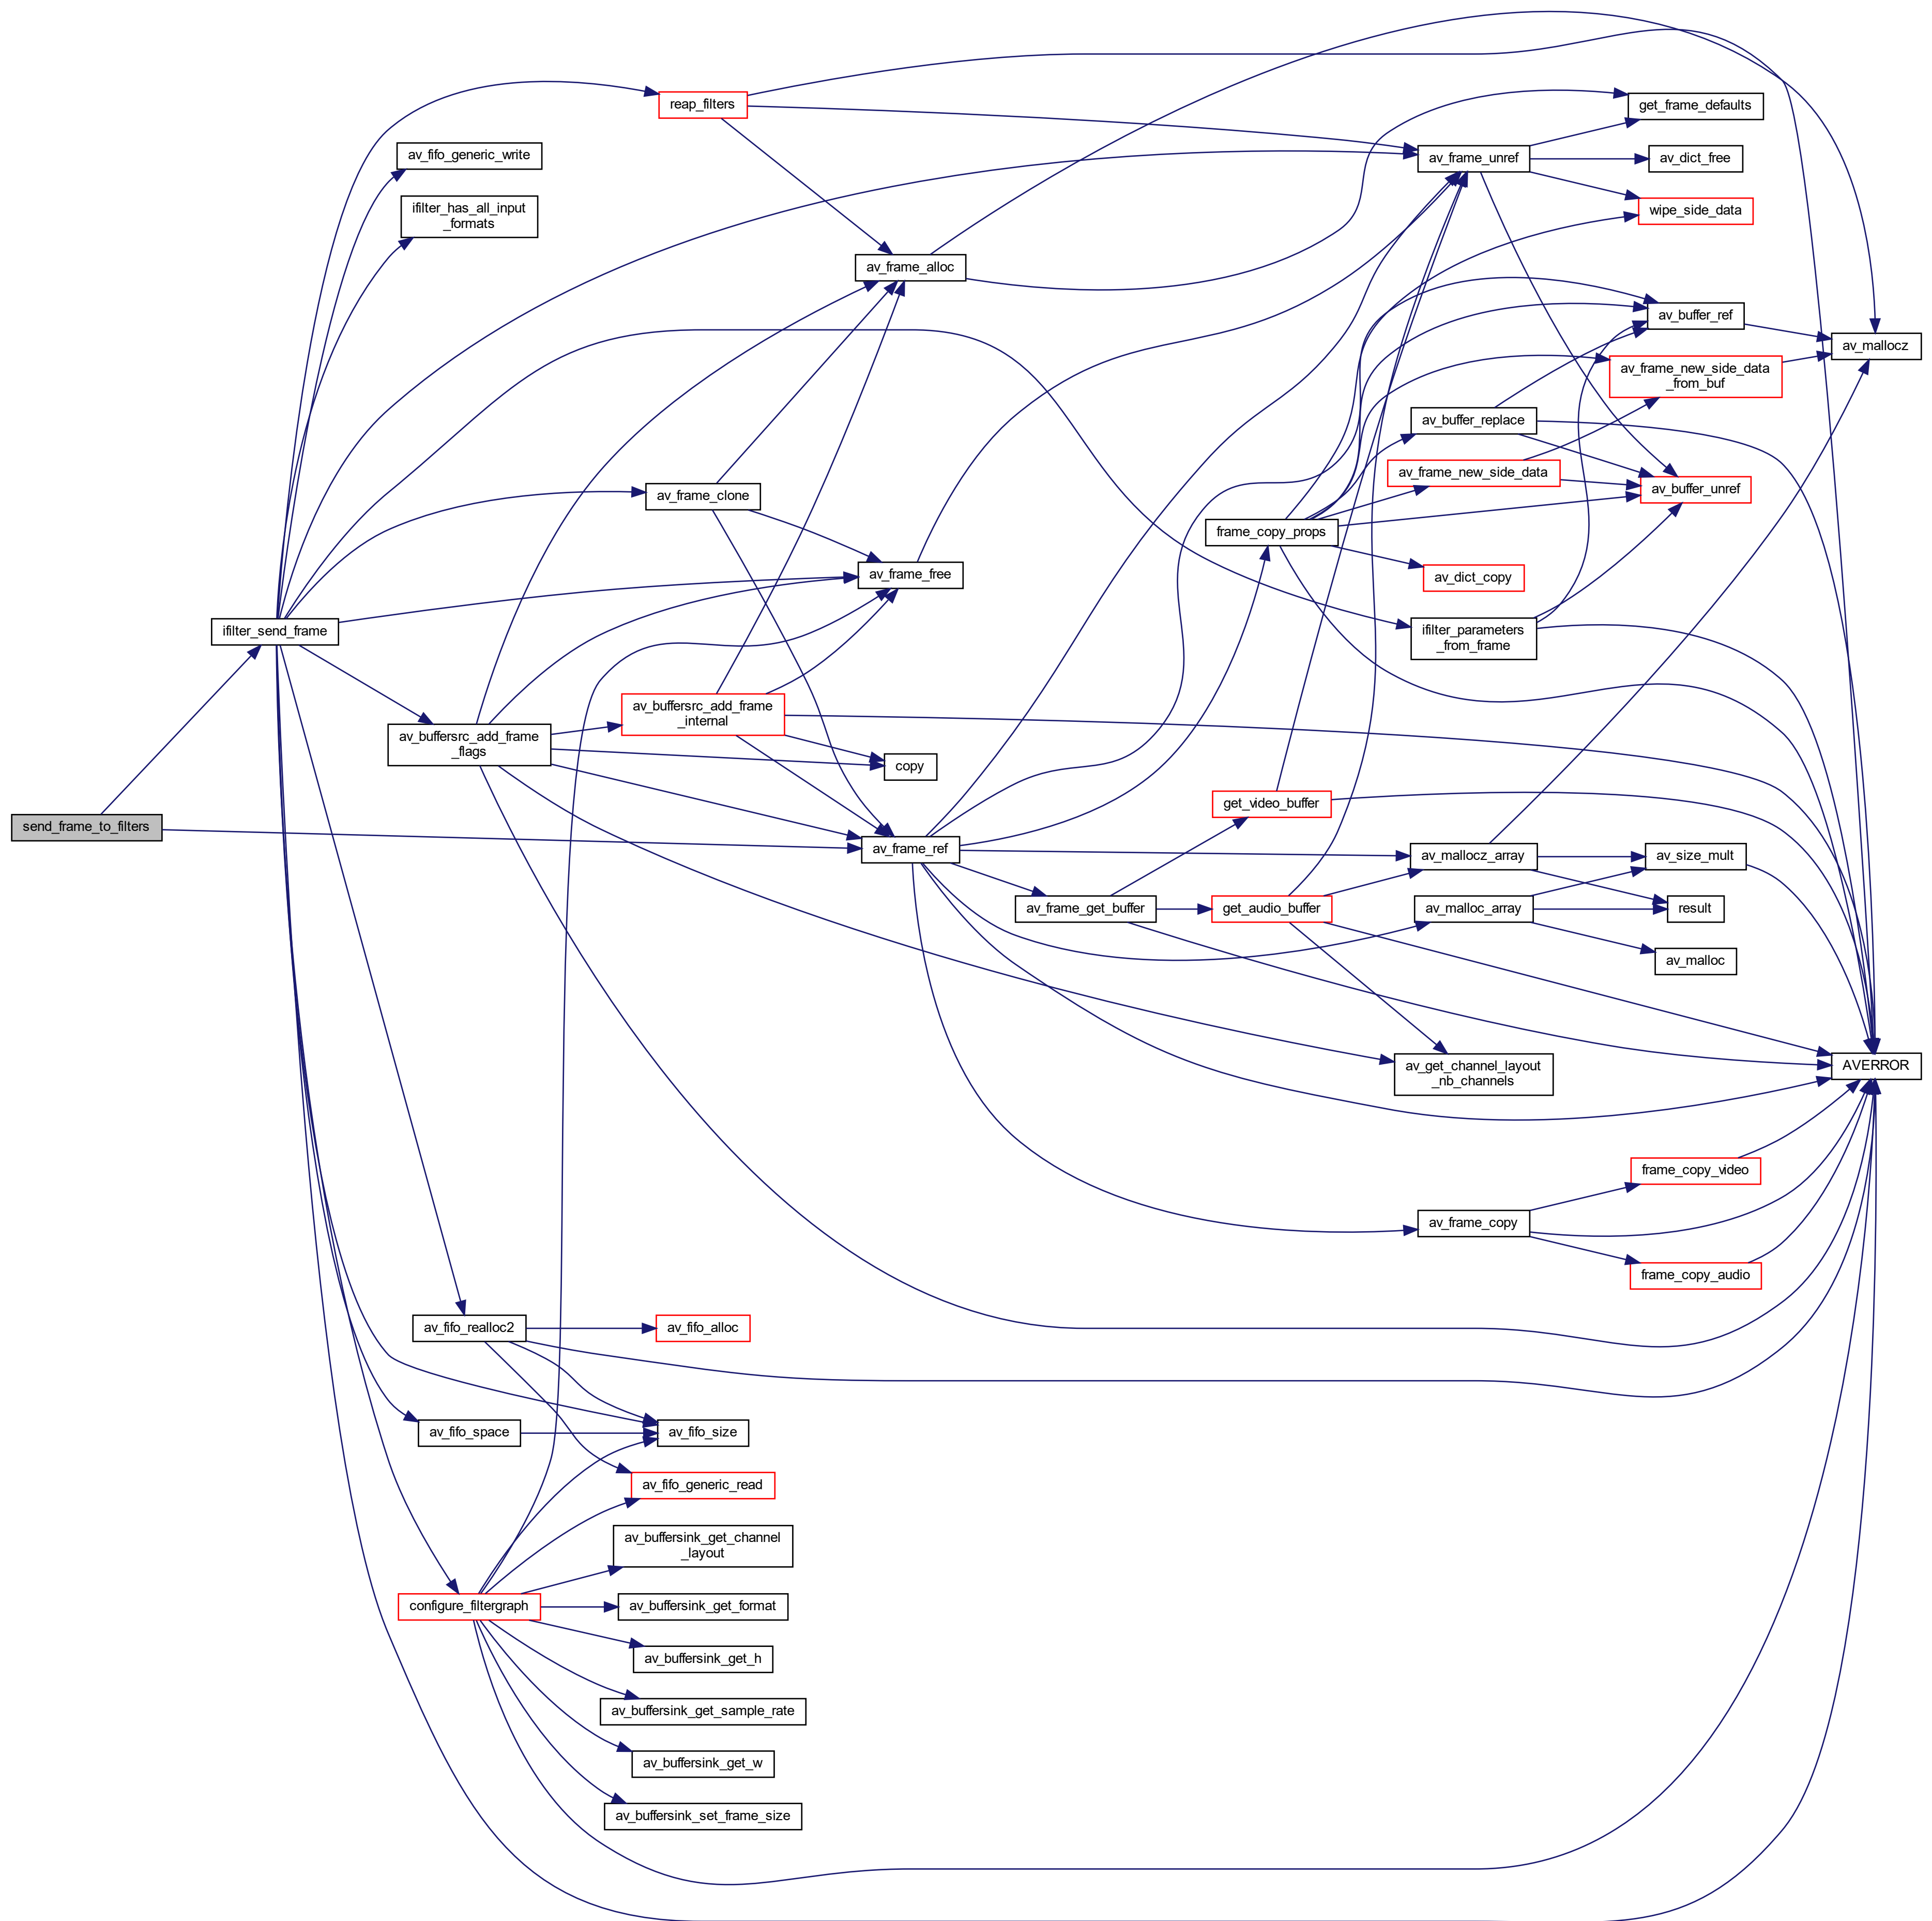 reap_filters
get_frame_defaults
av_fifo_generic_write
av_frame_unref
av_dict_free
ifilter_has_all_input
_formats
wipe_side_data
av_frame_alloc
av_buffer_ref
av_mallocz
av_frame_new_side_data
_from_buf
av_buffer_replace
av_frame_new_side_data
av_buffer_unref
av_frame_clone
frame_copy_props
av_frame_free
av_dict_copy
ifilter_send_frame
ifilter_parameters
_from_frame
av_buffersrc_add_frame
_internal
av_buffersrc_add_frame
_flags
copy
get_video_buffer
send_frame_to_filters
av_frame_ref
av_mallocz_array
av_size_mult
av_frame_get_buffer
get_audio_buffer
av_malloc_array
result
av_malloc
av_get_channel_layout
_nb_channels
AVERROR
frame_copy_video
av_frame_copy
frame_copy_audio
av_fifo_realloc2
av_fifo_alloc
av_fifo_space
av_fifo_size
av_fifo_generic_read
av_buffersink_get_channel
_layout
configure_filtergraph
av_buffersink_get_format
av_buffersink_get_h
av_buffersink_get_sample_rate
av_buffersink_get_w
av_buffersink_set_frame_size